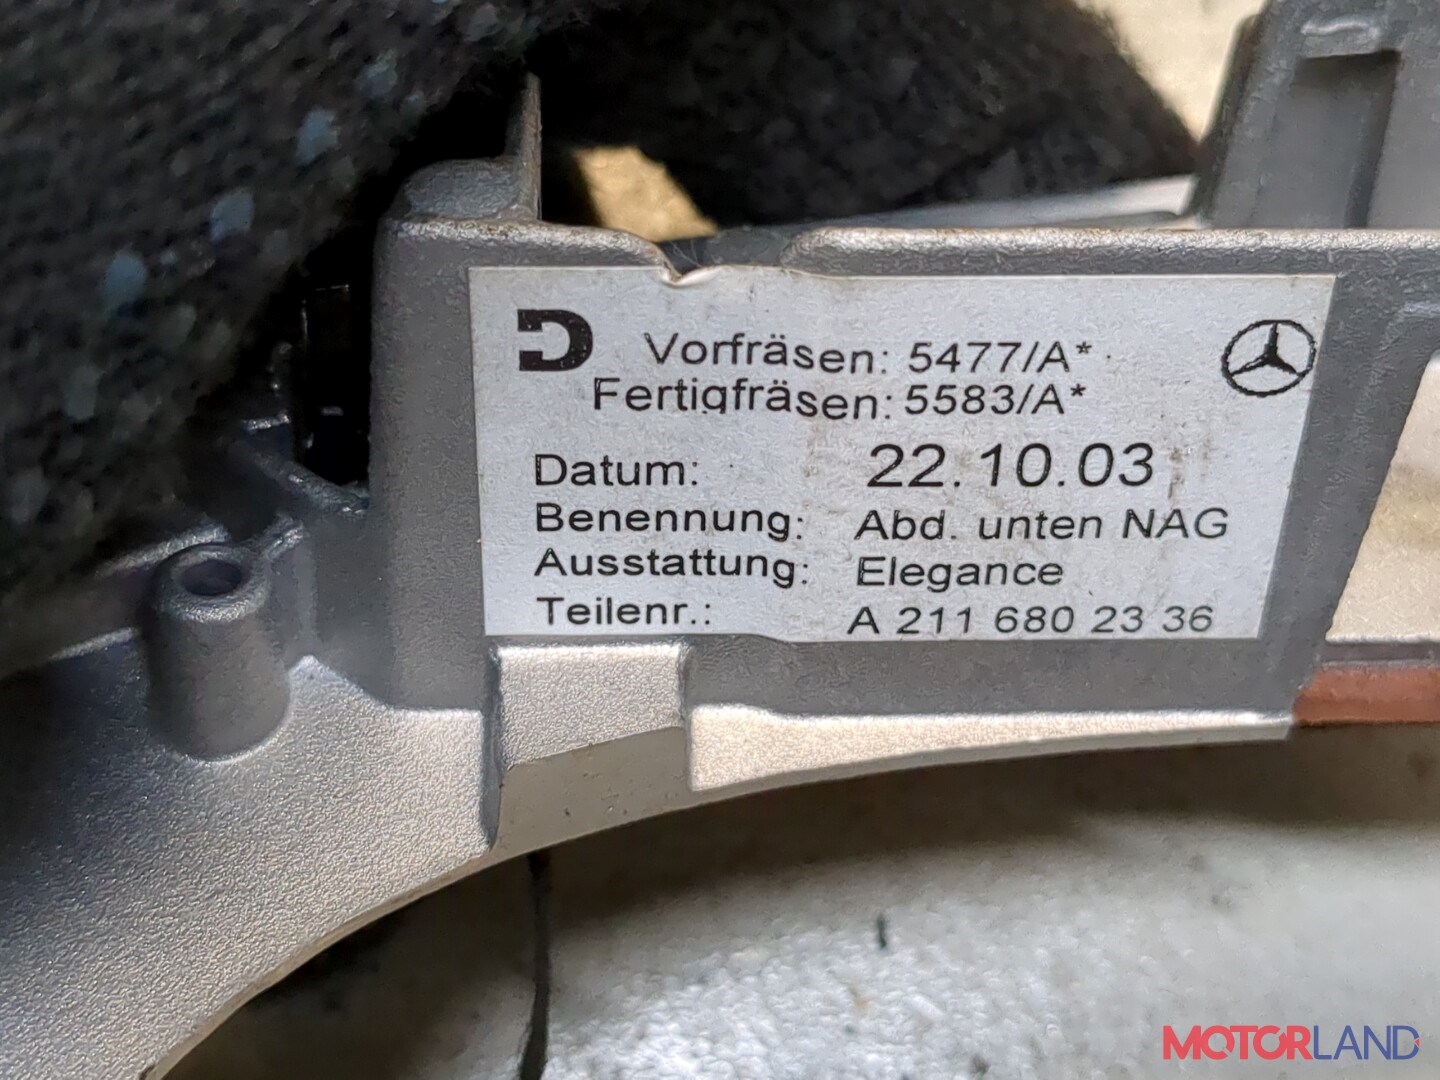 Vorfräsen: 5477/A*
Fertigfräsen: 5583/A*
Datum: 22.10.03
Benennung: Abd. unten NAG
Ausstattung: Elegance
Teilenr.: A 211 680 23 36
MOTORLAND